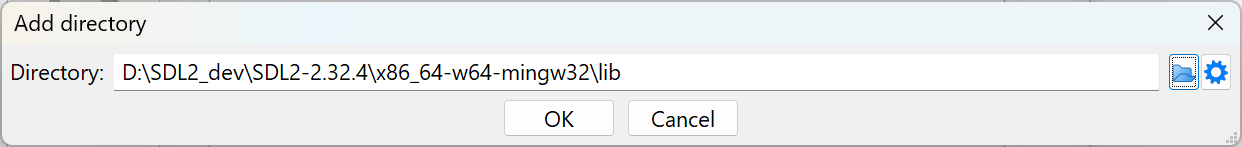 Add directory
Directory: D:\SDL2_dev\SDL2-2.32.4\x86_64-w64-mingw32\lib
OK Cancel